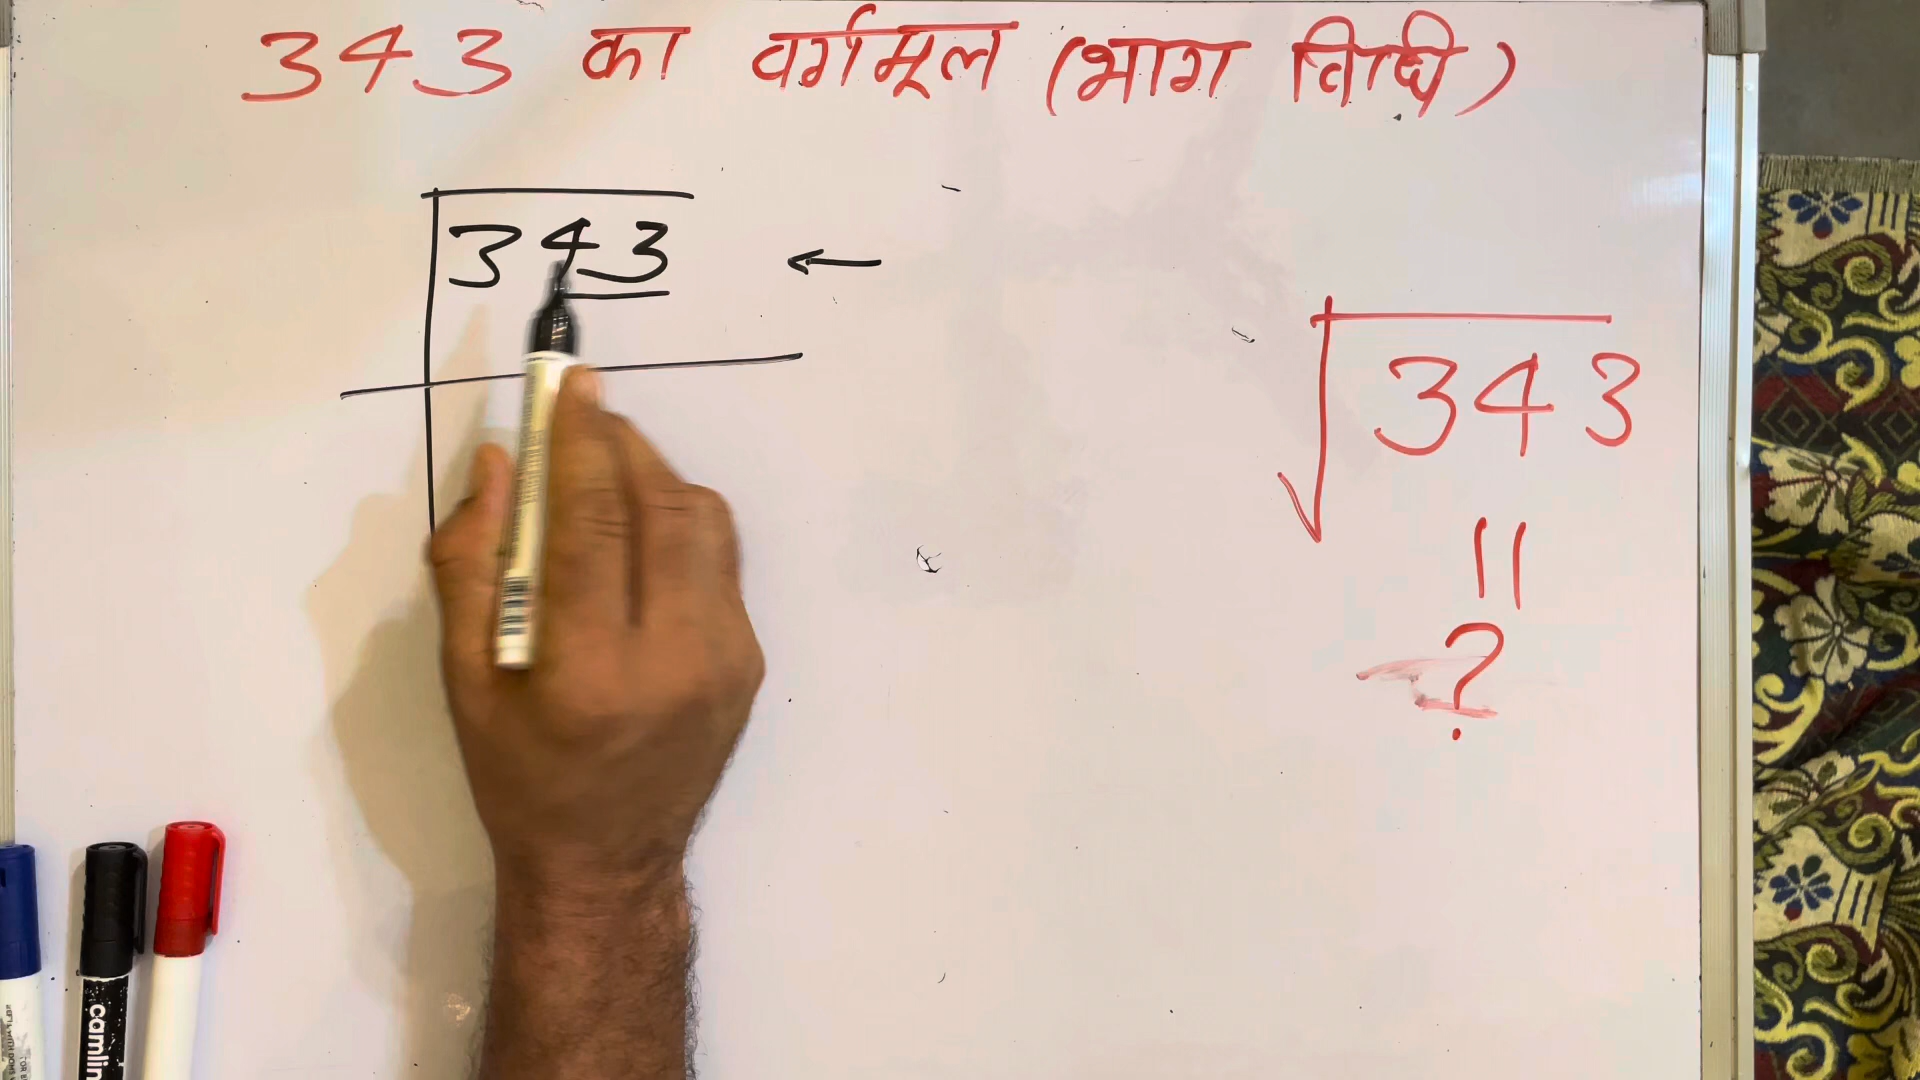 343 का वर्गमूल (भाग विधि)
343 ←
√343
=
?
camlin